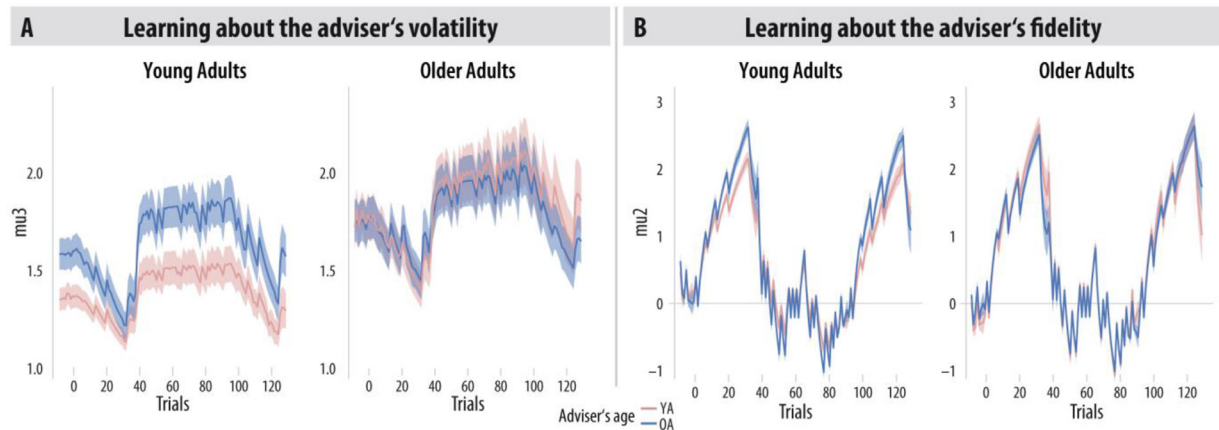 A Learning about the adviser‘s volatility
Young Adults
Older Adults
mu3
2.0
1.5
1.0
0 20 40 60 80 100 120
Trials
2.0
1.5
1.0
0 20 40 60 80 100 120
Trials
B Learning about the adviser‘s fidelity
Young Adults
Older Adults
mu2
3
2
1
0
−1
0 20 40 60 80 100 120
Trials
3
2
1
0
−1
0 20 40 60 80 100 120
Trials
Adviser's age
YA
OA